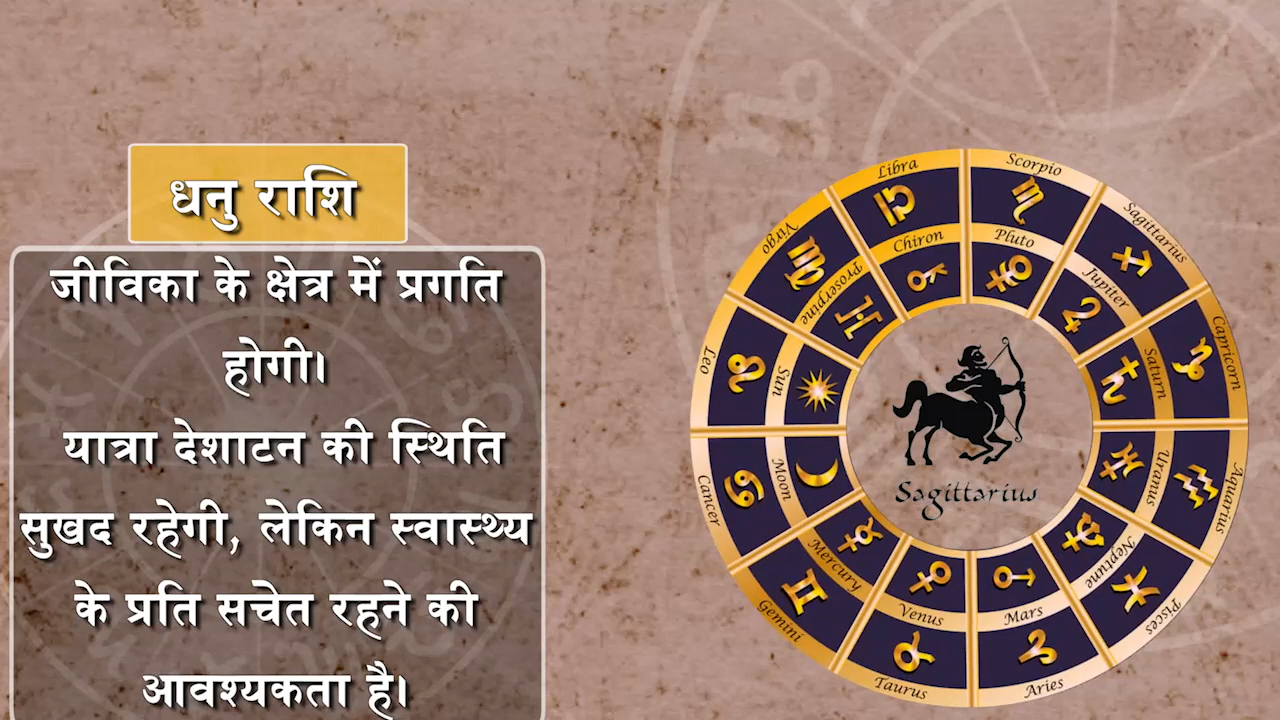 धनु राशि
जीविका के क्षेत्र में प्रगति
होगी।
यात्रा देशाटन की स्थिति
सुखद रहेगी, लेकिन स्वास्थ्य
के प्रति सचेत रहने की
आवश्यकता है।
Libra
Scorpio
Sagittarius
Capricorn
Aquarius
Pisces
Aries
Taurus
Gemini
Cancer
Leo
Virgo
Chiron
Pluto
Jupiter
Saturn
Uranus
Neptune
Mars
Venus
Mercury
Moon
Sun
Proserpine
Sagittarius